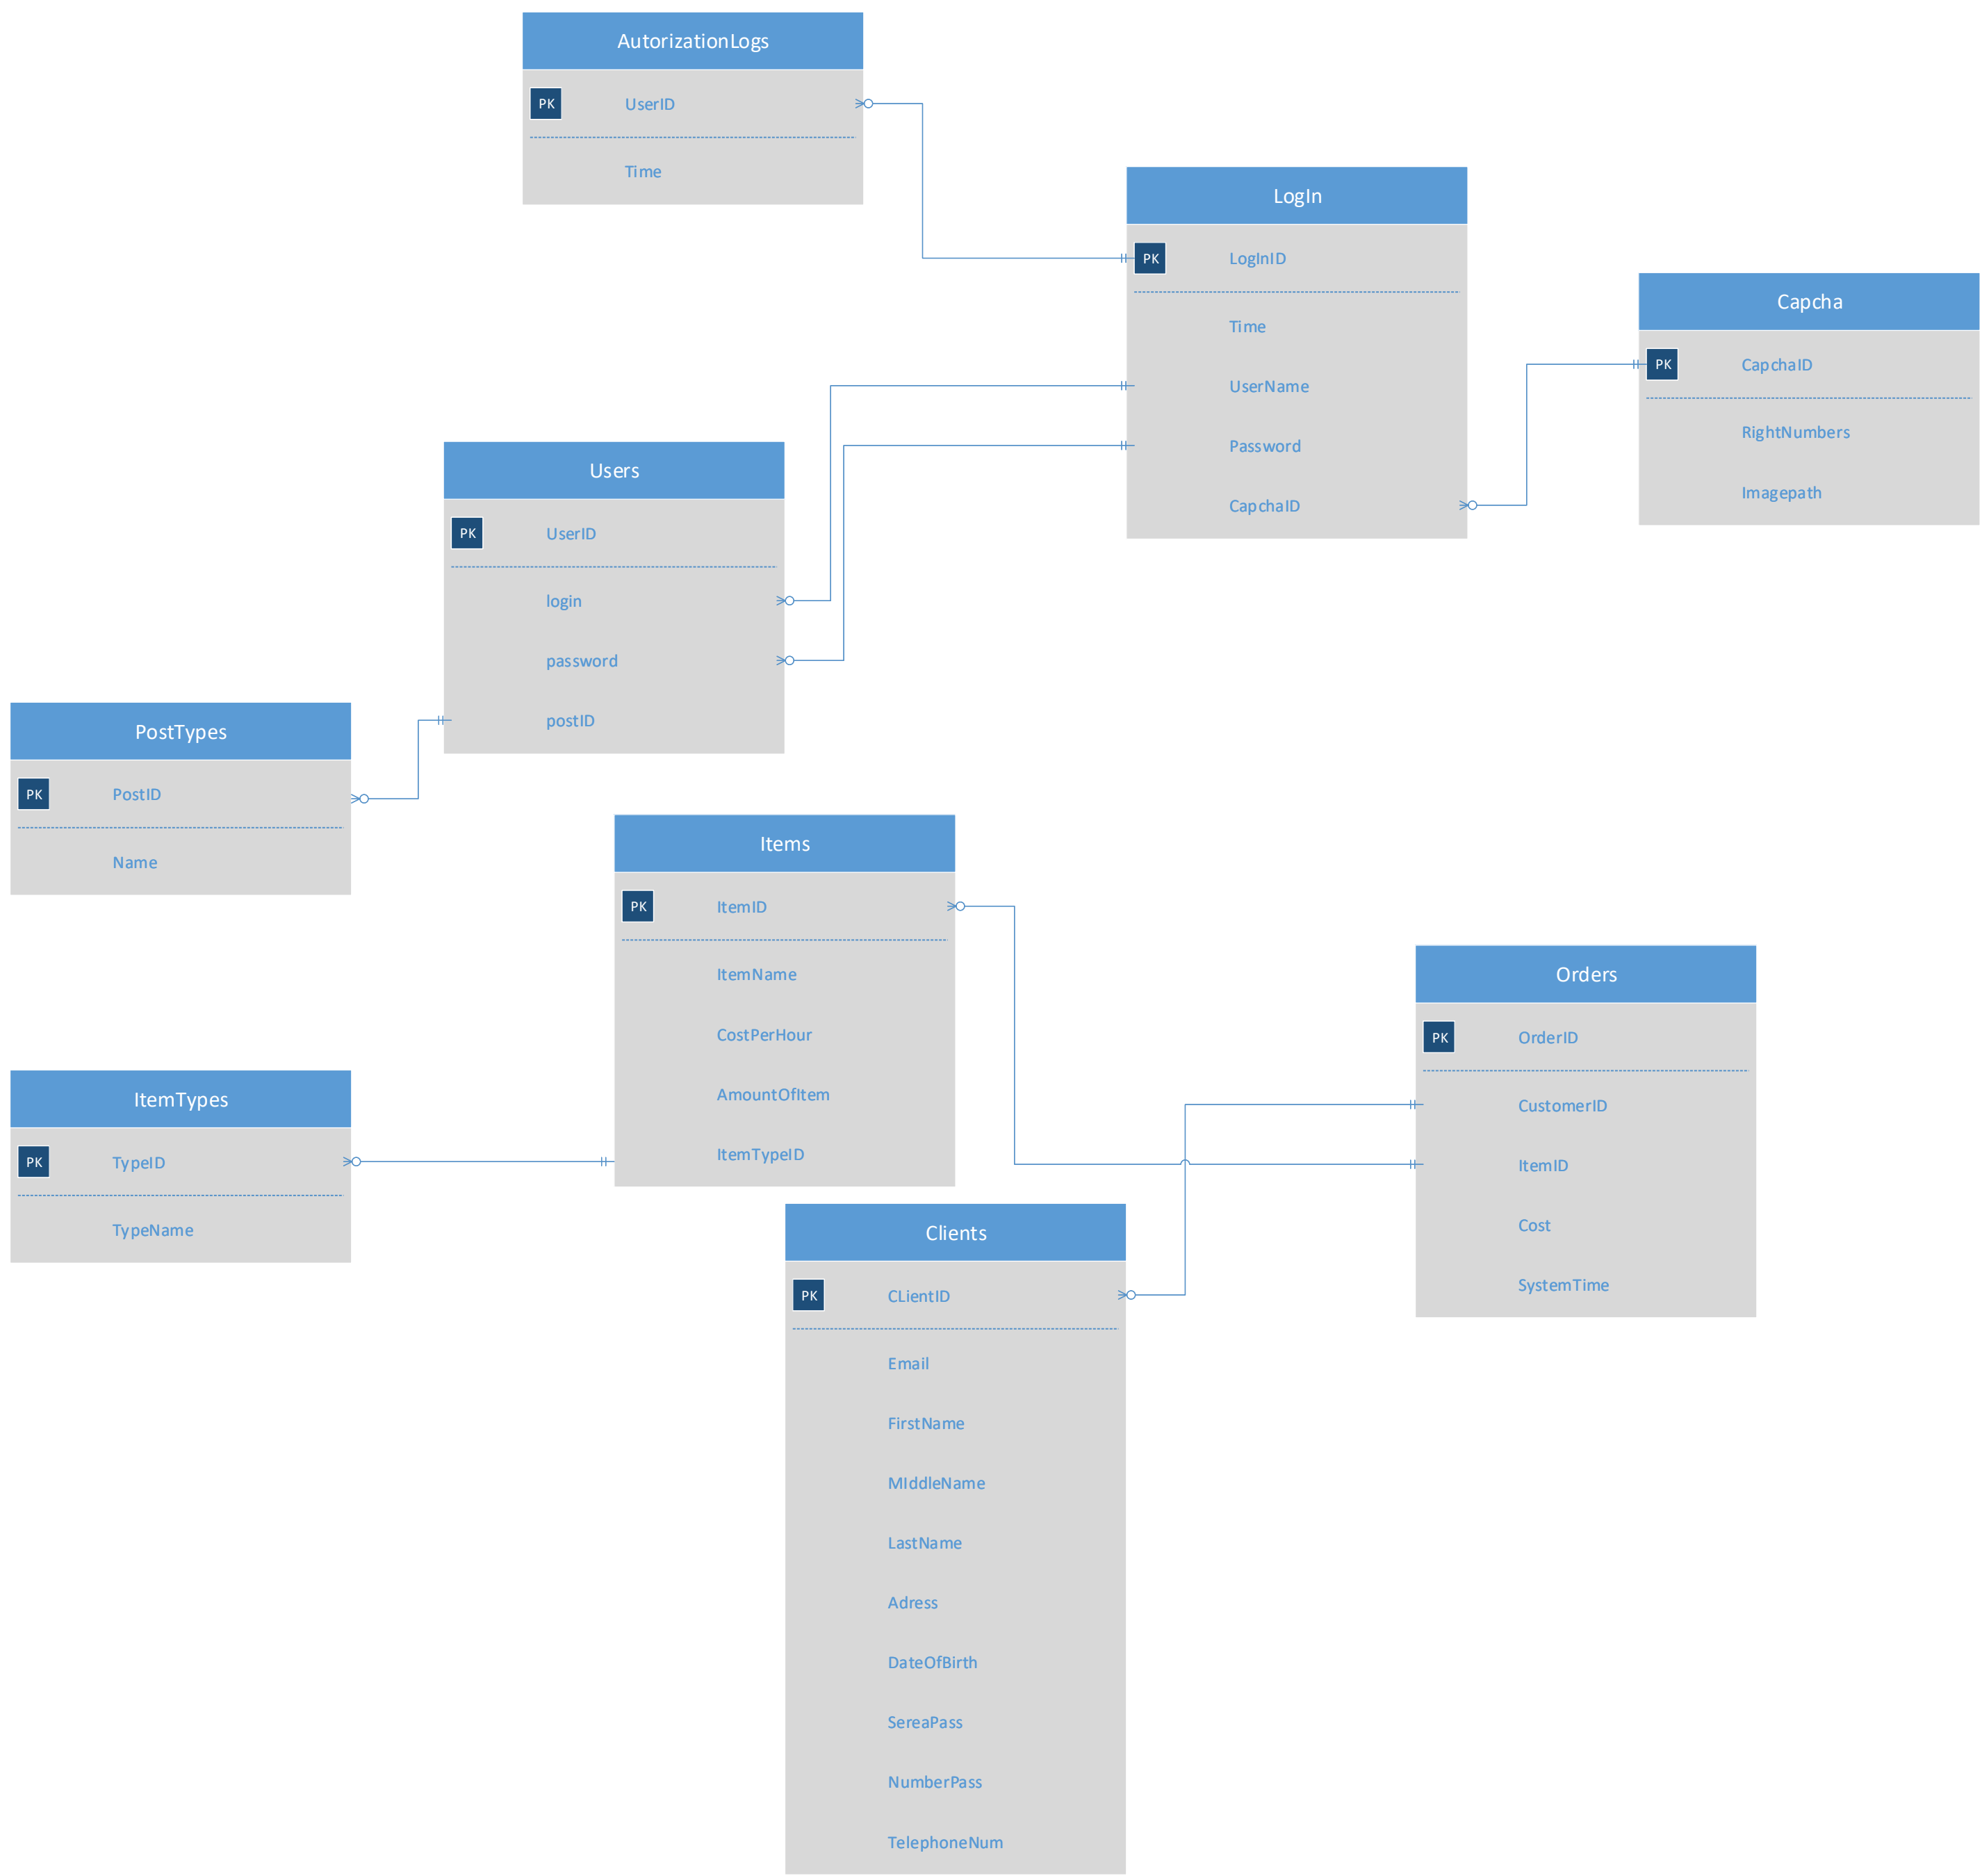 AutorizationLogs
PK UserID
Time
LogIn
PK LogInID
Time
UserName
Password
CapchaID
Capcha
PK CapchaID
RightNumbers
Imagepath
Users
PK UserID
login
password
postID
PostTypes
PK PostID
Name
Items
PK ItemID
ItemName
CostPerHour
AmountOfItem
ItemTypeID
Orders
PK OrderID
CustomerID
ItemID
Cost
SystemTime
ItemTypes
PK TypeID
TypeName
Clients
PK CLientID
Email
FirstName
MIddleName
LastName
Adress
DateOfBirth
SereaPass
NumberPass
TelephoneNum